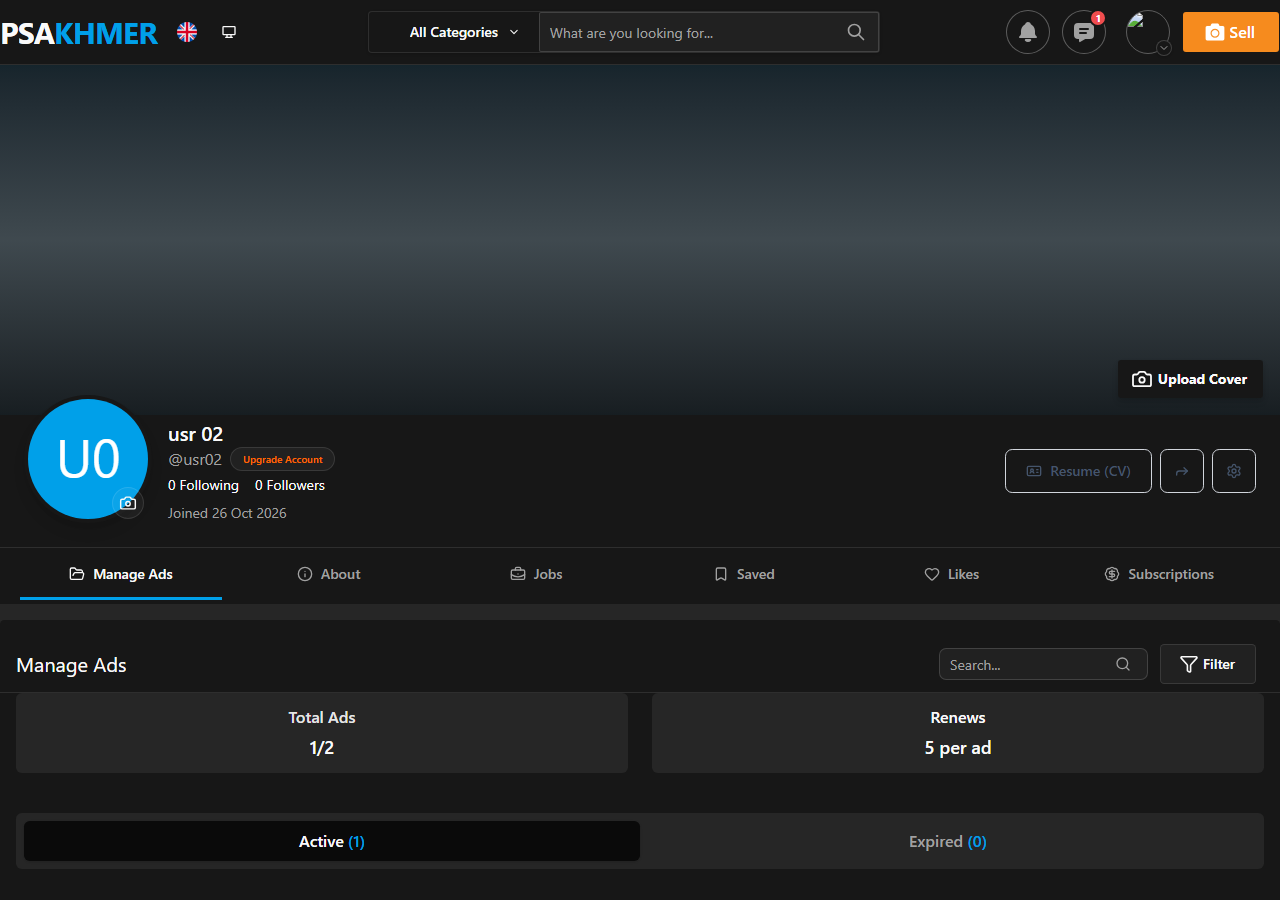 PSAKHMER
All Categories
What are you looking for...
1
Sell
Upload Cover
U0
usr 02
@usr02 Upgrade Account
0 Following 0 Followers
Joined 26 Oct 2026
Resume (CV)
Manage Ads About Jobs Saved Likes Subscriptions
Manage Ads
Search...
Filter
Total Ads
1/2
Renews
5 per ad
Active (1)
Expired (0)